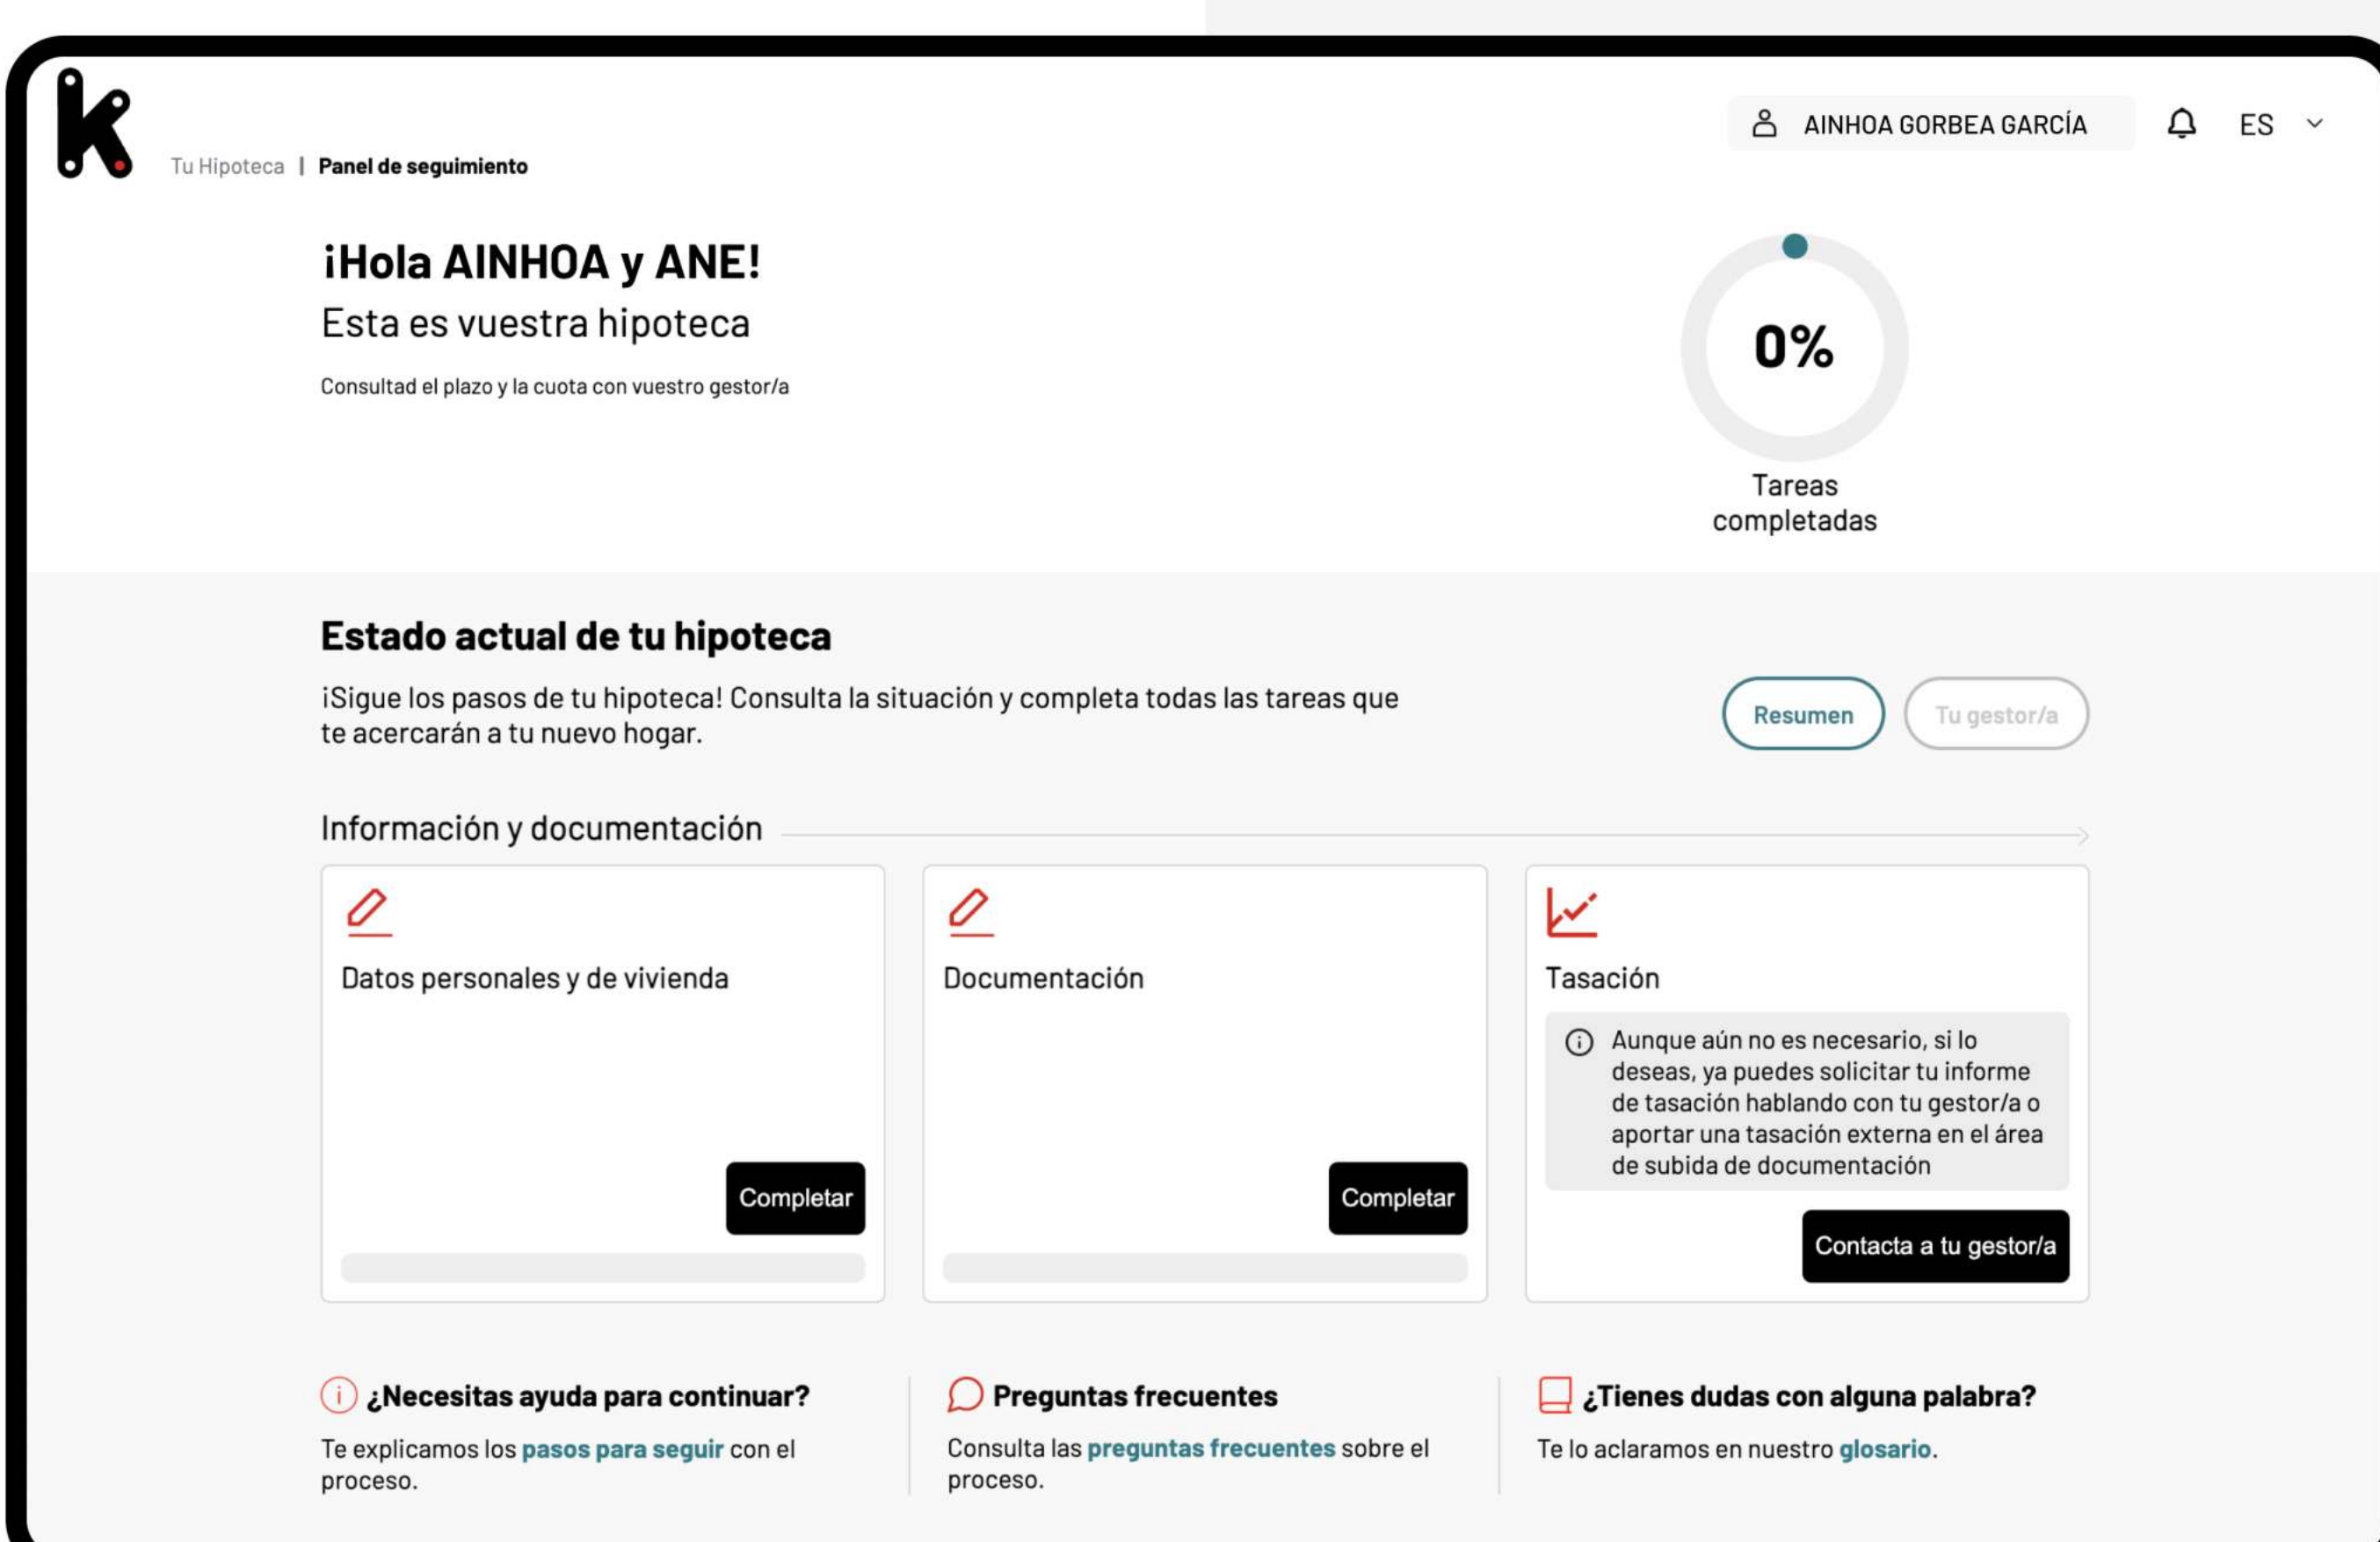 k
AINHOA GORBEA GARCÍA
ES
Tu Hipoteca | Panel de seguimiento
¡Hola AINHOA y ANE!
Esta es vuestra hipoteca
Consultad el plazo y la cuota con vuestro gestor/a
0%
Tareas
completadas
Estado actual de tu hipoteca
¡Sigue los pasos de tu hipoteca! Consulta la situación y completa todas las tareas que
te acercarán a tu nuevo hogar.
Resumen
Tu gestor/a
Información y documentación
Datos personales y de vivienda
Completar
Documentación
Completar
Tasación
Aunque aún no es necesario, si lo
deseas, ya puedes solicitar tu informe
de tasación hablando con tu gestor/a o
aportar una tasación externa en el área
de subida de documentación
Contacta a tu gestor/a
¿Necesitas ayuda para continuar?
Te explicamos los pasos para seguir con el
proceso.
Preguntas frecuentes
Consulta las preguntas frecuentes sobre el
proceso.
¿Tienes dudas con alguna palabra?
Te lo aclaramos en nuestro glosario.